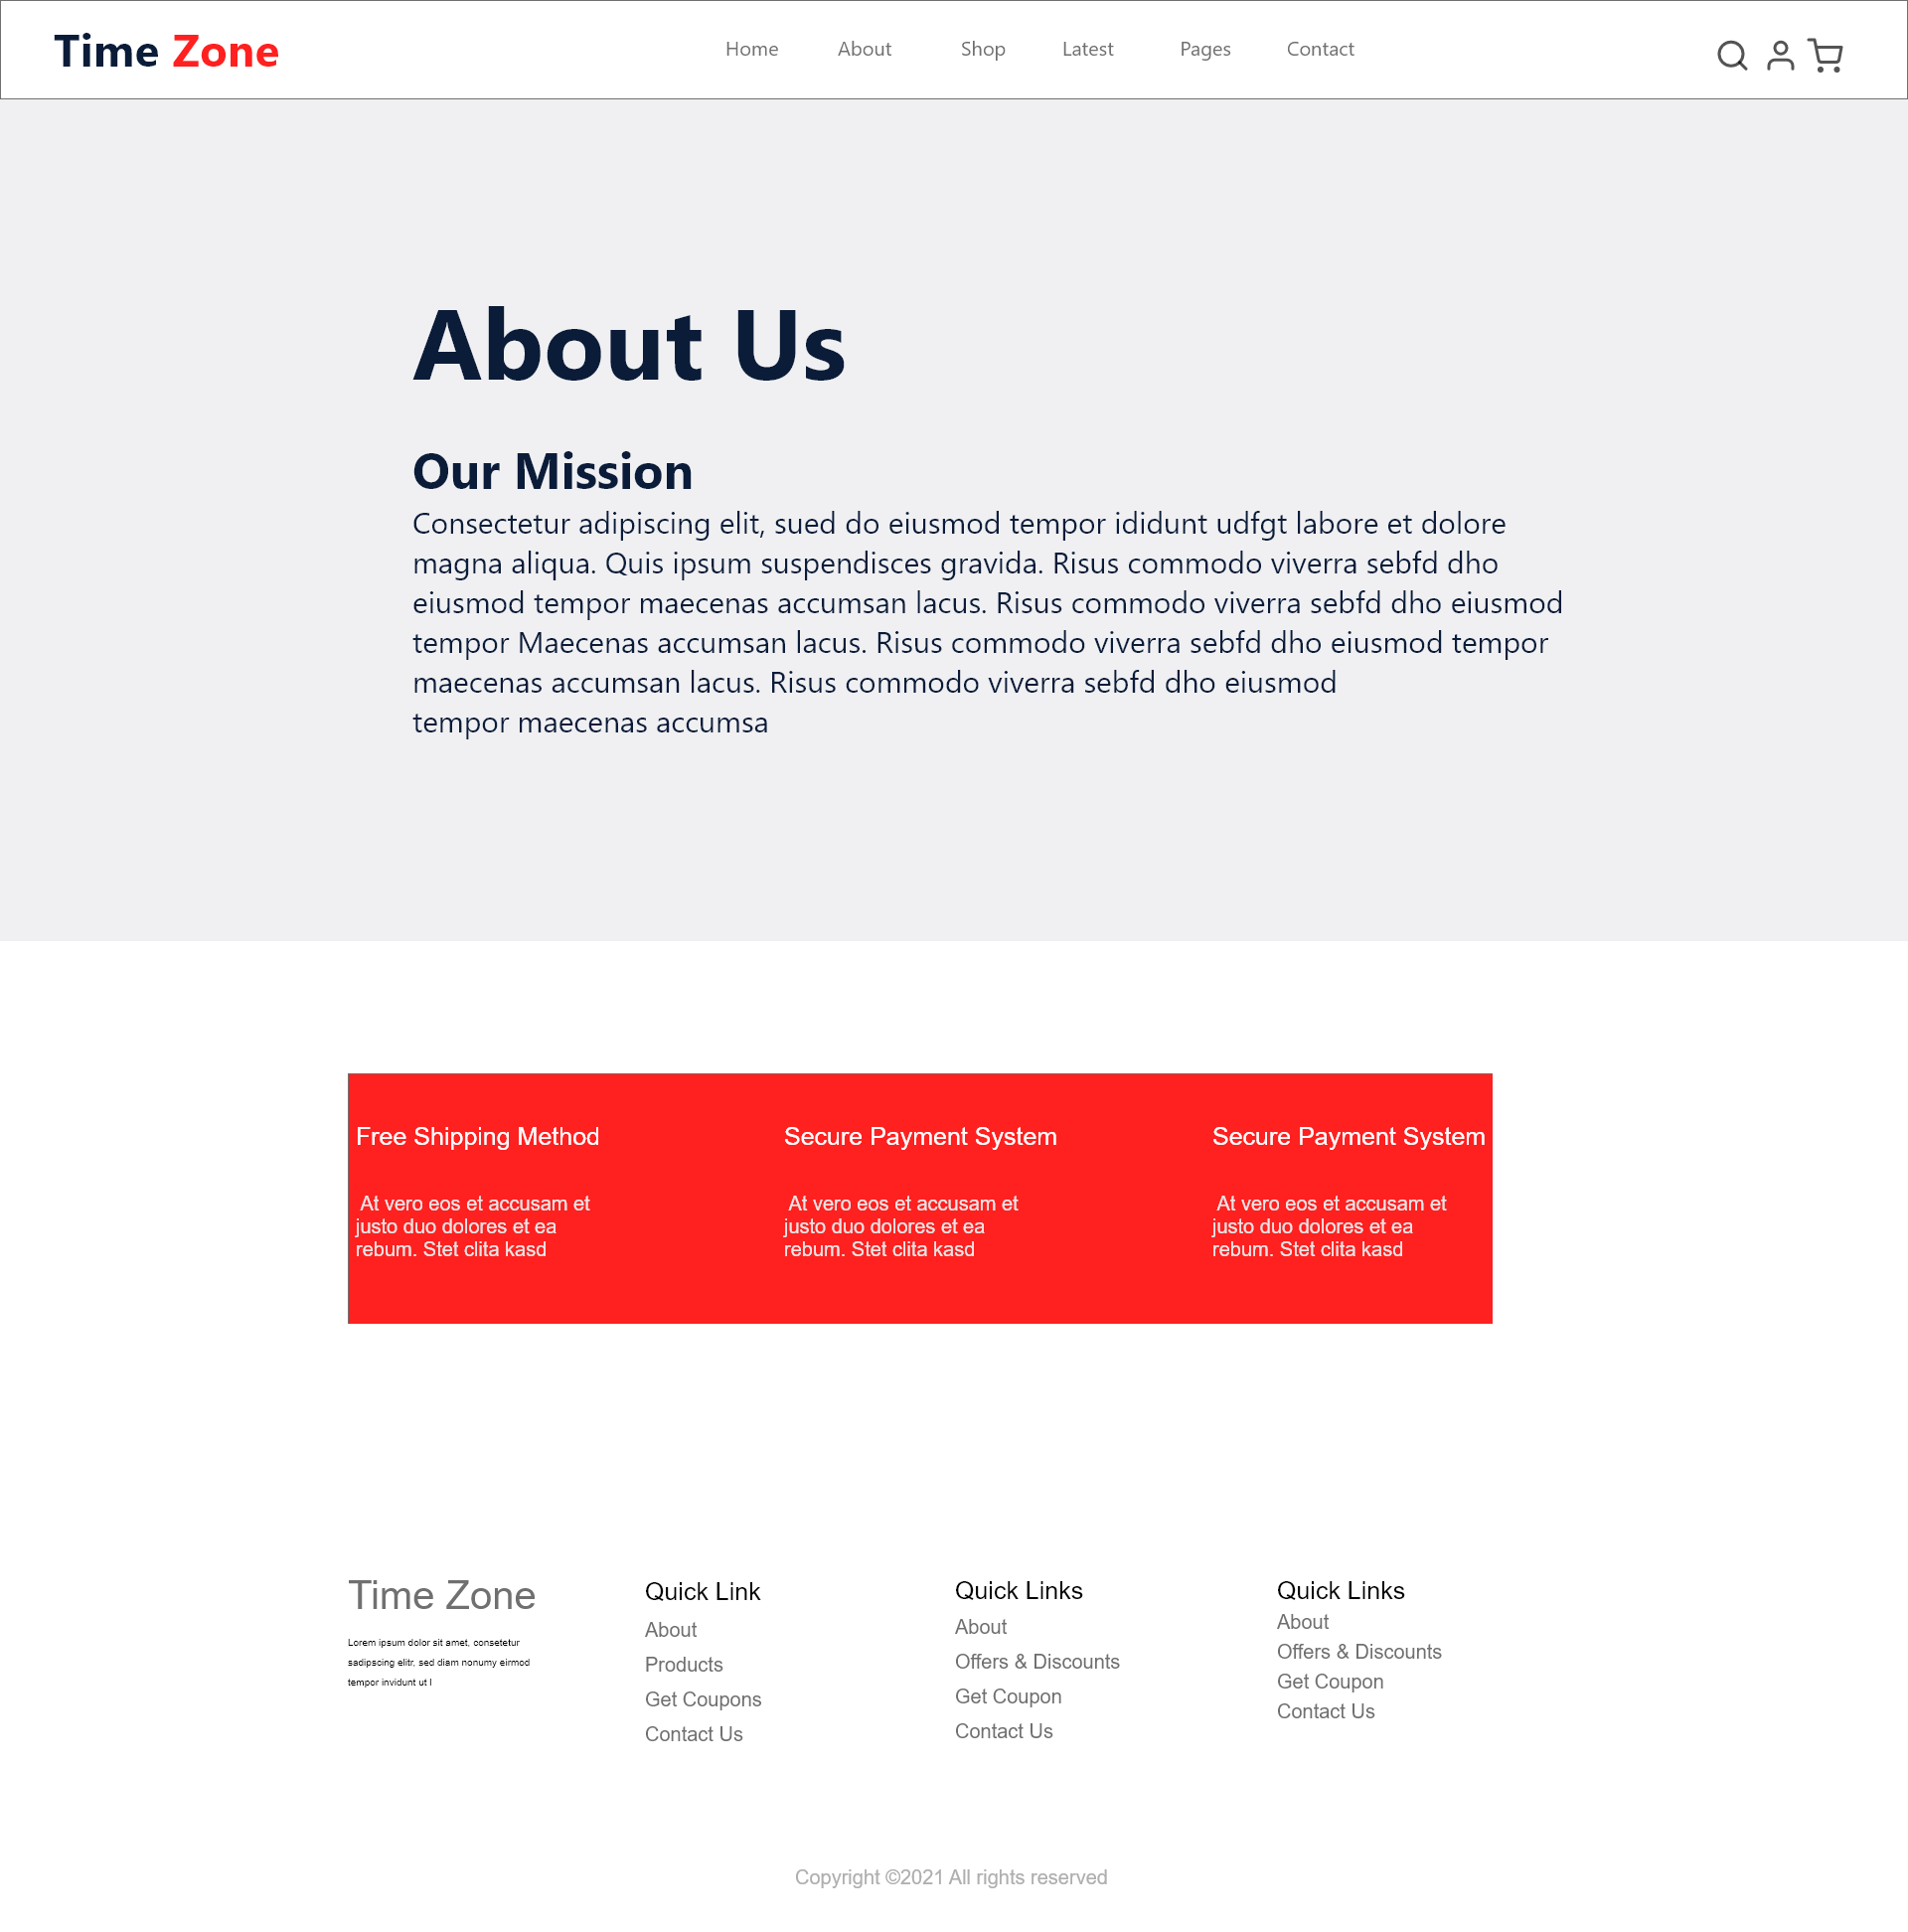 Time Zone
Home About Shop Latest Pages Contact
About Us
Our Mission
Consectetur adipiscing elit, sued do eiusmod tempor ididunt udfgt labore et dolore
magna aliqua. Quis ipsum suspendisces gravida. Risus commodo viverra sebfd dho
eiusmod tempor maecenas accumsan lacus. Risus commodo viverra sebfd dho eiusmod
tempor Maecenas accumsan lacus. Risus commodo viverra sebfd dho eiusmod tempor
maecenas accumsan lacus. Risus commodo viverra sebfd dho eiusmod
tempor maecenas accumsa
Free Shipping Method
At vero eos et accusam et
justo duo dolores et ea
rebum. Stet clita kasd
Secure Payment System
At vero eos et accusam et
justo duo dolores et ea
rebum. Stet clita kasd
Secure Payment System
At vero eos et accusam et
justo duo dolores et ea
rebum. Stet clita kasd
Time Zone
Lorem ipsum dolor sit amet, consetetur
sadipscing elitr, sed diam nonumy eirmod
tempor invidunt ut l
Quick Link
About
Products
Get Coupons
Contact Us
Quick Links
About
Offers & Discounts
Get Coupon
Contact Us
Quick Links
About
Offers & Discounts
Get Coupon
Contact Us
Copyright ©2021 All rights reserved